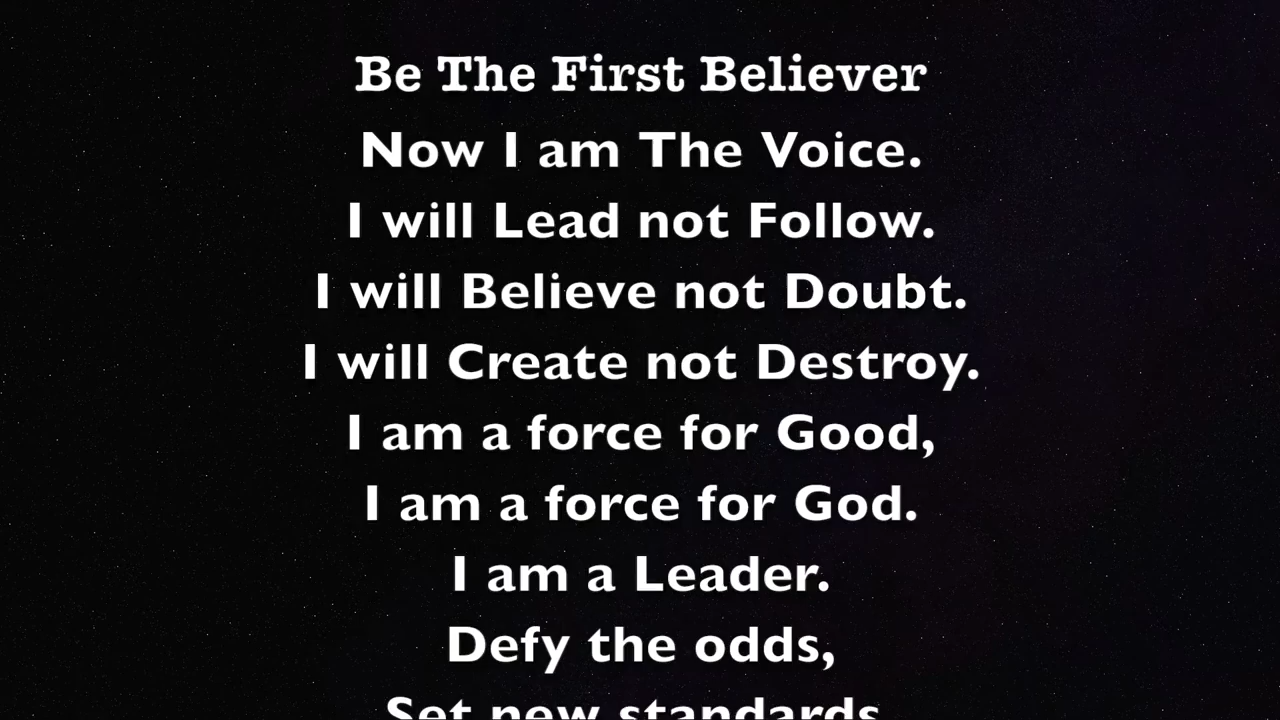 Be The First Believer
Now I am The Voice.
I will Lead not Follow.
I will Believe not Doubt.
I will Create not Destroy.
I am a force for Good,
I am a force for God.
I am a Leader.
Defy the odds,
Set new standards